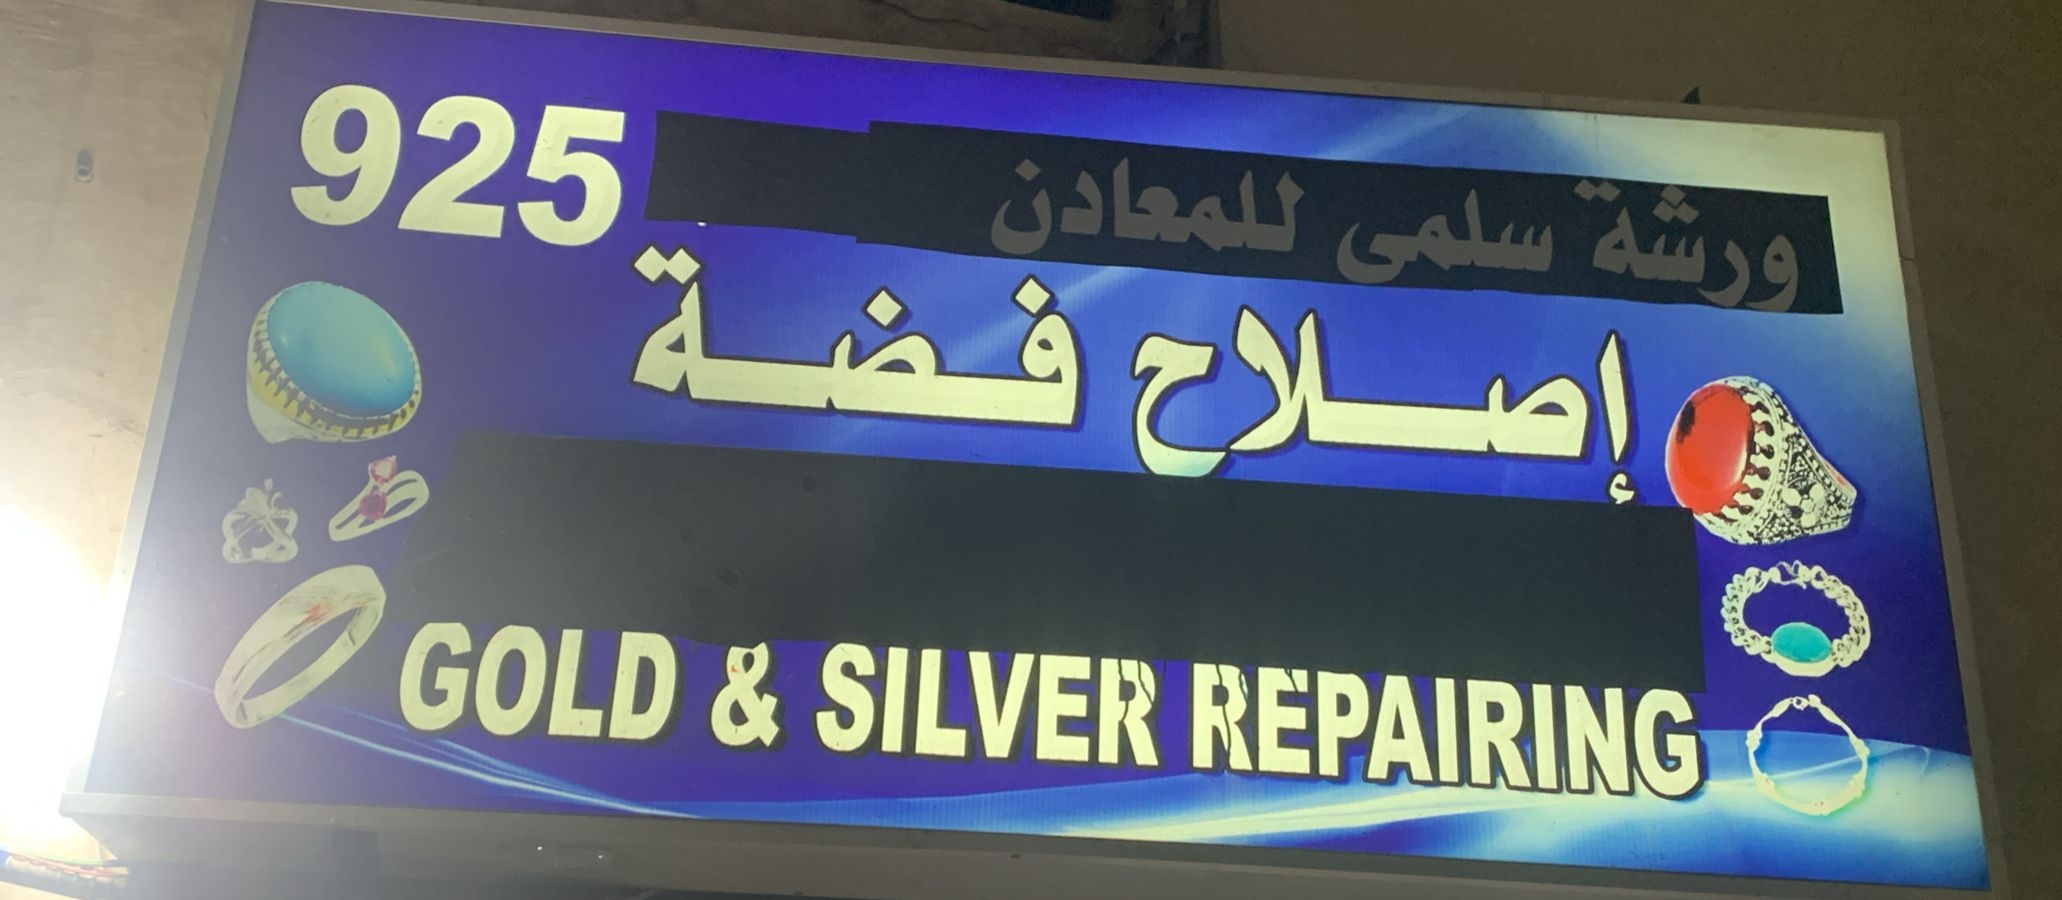 ورشة سلمى للمعادن 925
إصلاح فضة
GOLD & SILVER REPAIRING